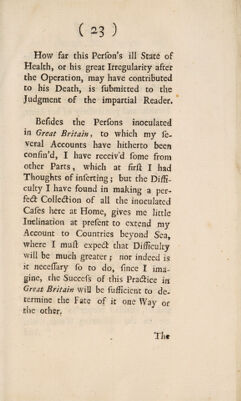 ( 23 )
How far this Perſon's ill State of
Health, or his great Irregularity after
the Operation, may have contributed
to his Death, is ſubmitted to the
Judgment of the impartial Reader.
Beſides the Perſons inoculated
in Great Britain, to which my ſe-
veral Accounts have hitherto been
confin'd, I have receiv'd ſome from
other Parts, which at firſt I had
Thoughts of inſerting; but the Diffi-
culty I have found in making a per-
fect Collection of all the inoculated
Caſes here at Home, gives me little
Inclination at preſent to extend my
Account to Countries beyond Sea,
where I muſt expect that Difficulty
will be much greater; nor indeed is
it neceſſary ſo to do, ſince I ima-
gine, the Succeſs of this Practice in
Great Britain will be ſufficient to de-
termine the Fate of it one Way or
the other.
The